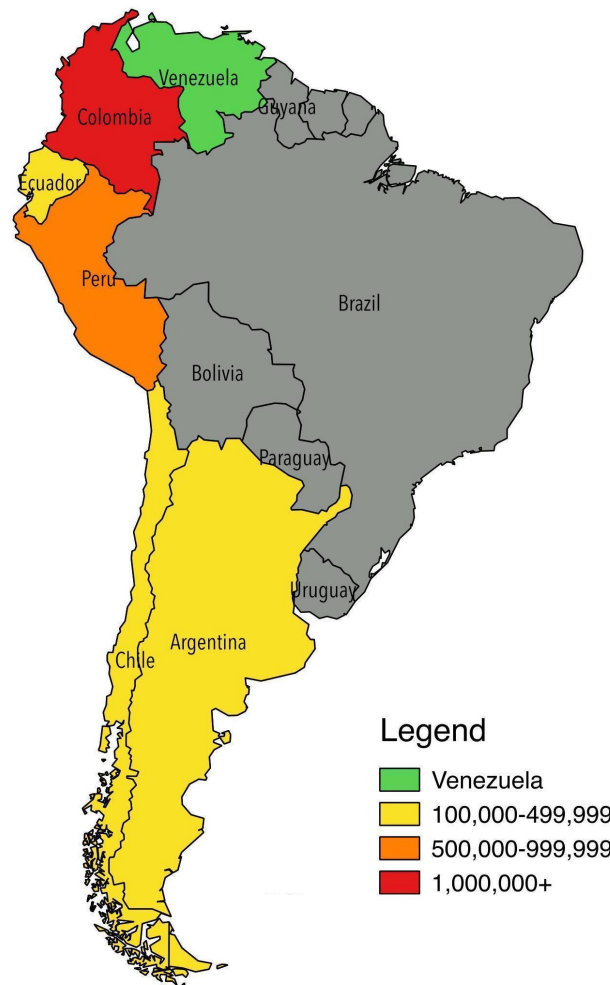 Venezuela
Guyana
Colombia
Ecuador
Peru
Brazil
Bolivia
Paraguay
Uruguay
Argentina
Chile
Legend
Venezuela
100,000-499,999
500,000-999,999
1,000,000+